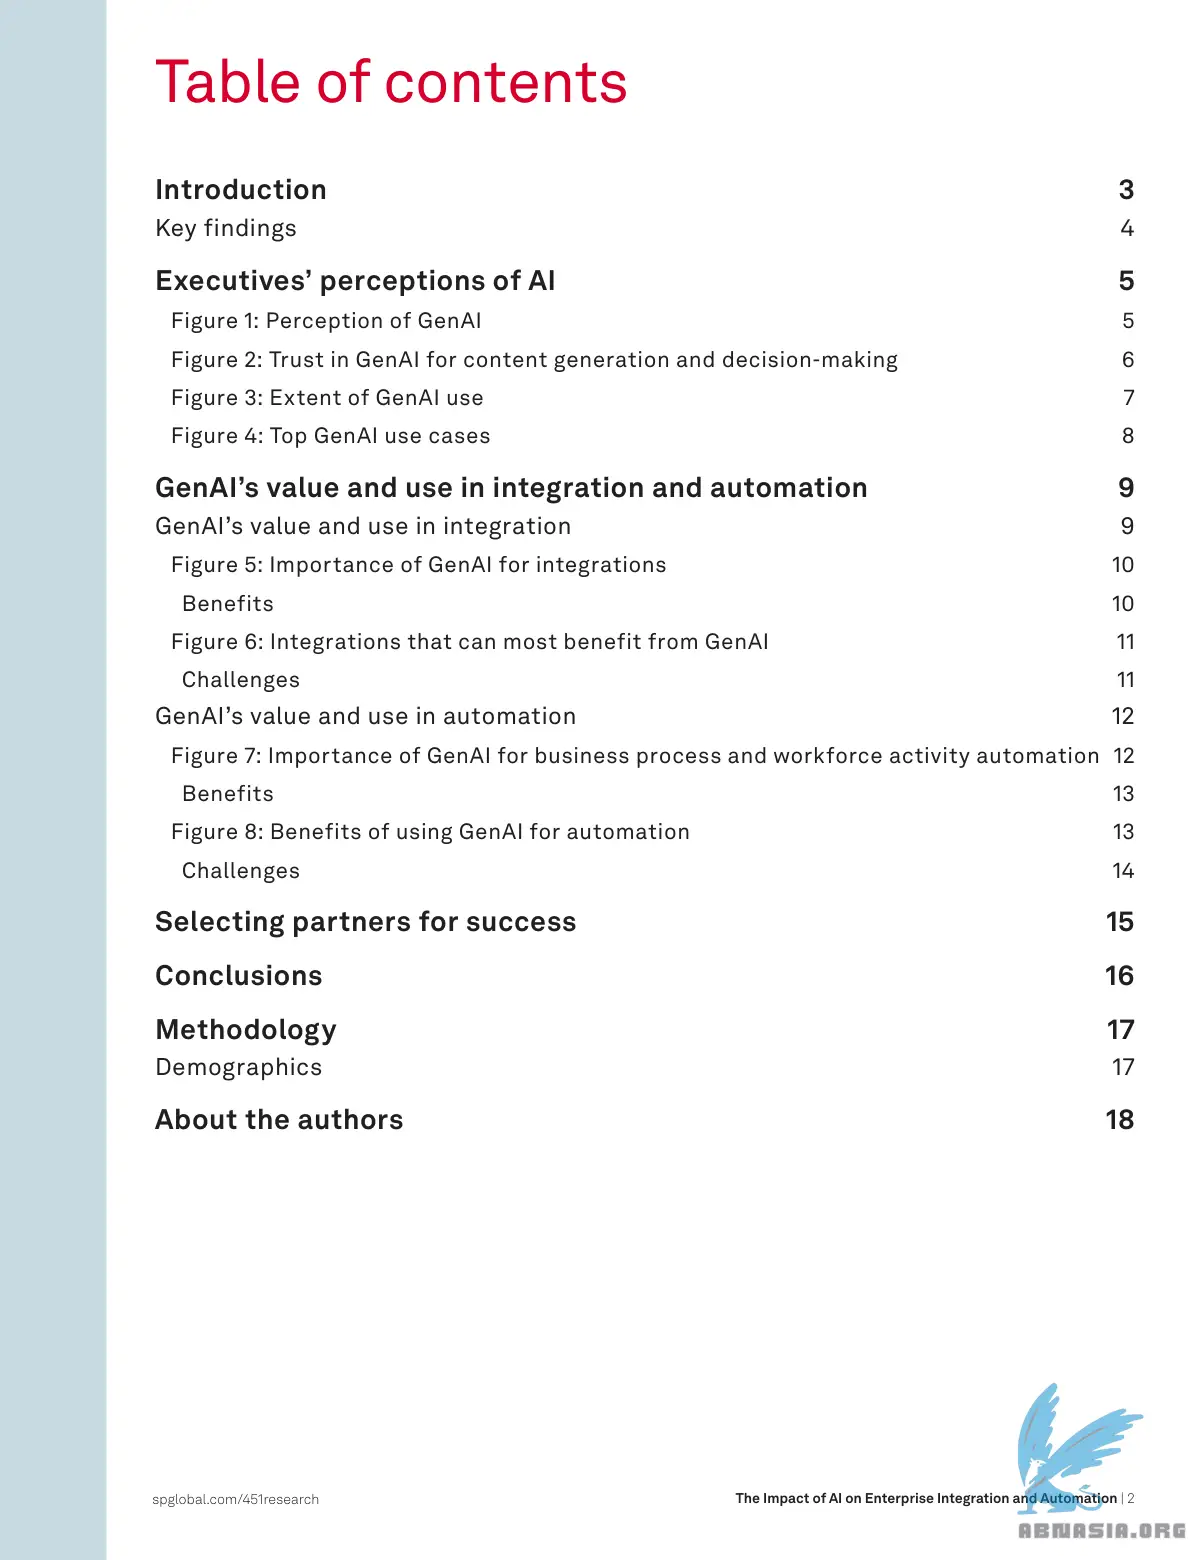 Table of contents
Introduction 3
Key findings 4
Executives’ perceptions of AI 5
Figure 1: Perception of GenAI 5
Figure 2: Trust in GenAI for content generation and decision-making 6
Figure 3: Extent of GenAI use 7
Figure 4: Top GenAI use cases 8
GenAI’s value and use in integration and automation 9
GenAI’s value and use in integration 9
Figure 5: Importance of GenAI for integrations 10
Benefits 10
Figure 6: Integrations that can most benefit from GenAI 11
Challenges 11
GenAI’s value and use in automation 12
Figure 7: Importance of GenAI for business process and workforce activity automation 12
Benefits 13
Figure 8: Benefits of using GenAI for automation 13
Challenges 14
Selecting partners for success 15
Conclusions 16
Methodology 17
Demographics 17
About the authors 18
spglobal.com/451research
The Impact of AI on Enterprise Integration and Automation | 2
ABNASIA.ORG